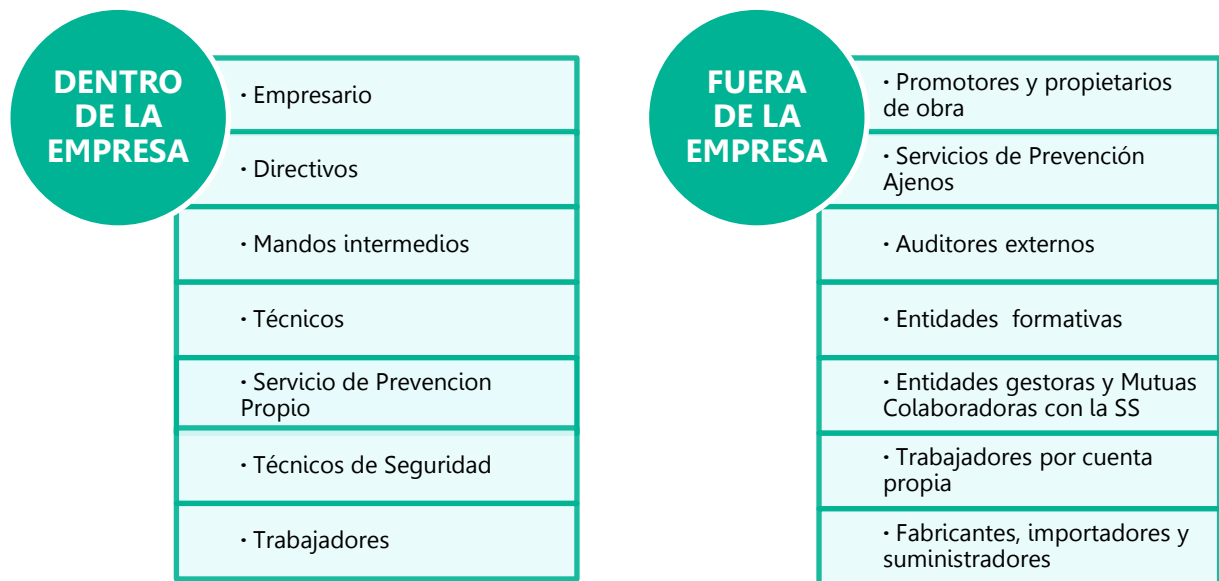 DENTRO
DE LA
EMPRESA
· Empresario
· Directivos
· Mandos intermedios
· Técnicos
· Servicio de Prevencion
Propio
· Técnicos de Seguridad
· Trabajadores
FUERA
DE LA
EMPRESA
· Promotores y propietarios
de obra
· Servicios de Prevención
Ajenos
· Auditores externos
· Entidades  formativas
· Entidades gestoras y Mutuas
Colaboradoras con la SS
· Trabajadores por cuenta
propia
· Fabricantes, importadores y
suministradores